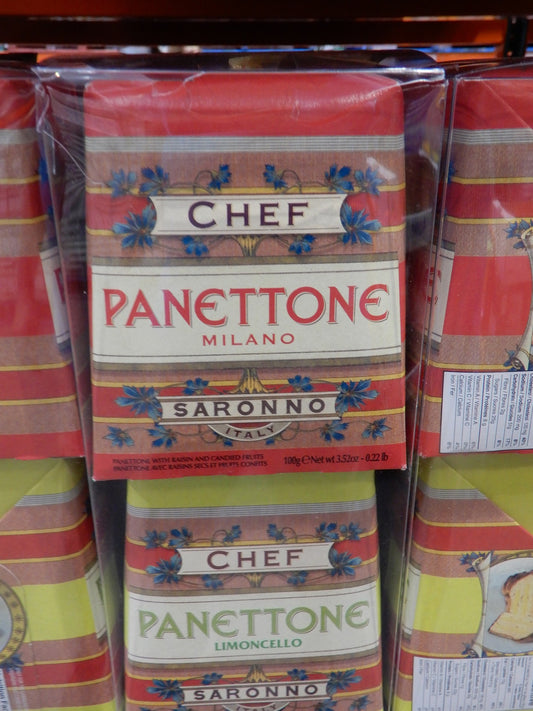 CHEF
PANETTONE
MILANO
SARONNO
ITALY
PANETTONE WITH RAISIN AND CANDIED FRUITS
PANETTONE AVEC RAISINS SECS ET FRUITS CONFITS
100g ℮ Net wt 3.52oz - 0.22 lb
CHEF
PANETTONE
LIMONCELLO
SARONNO